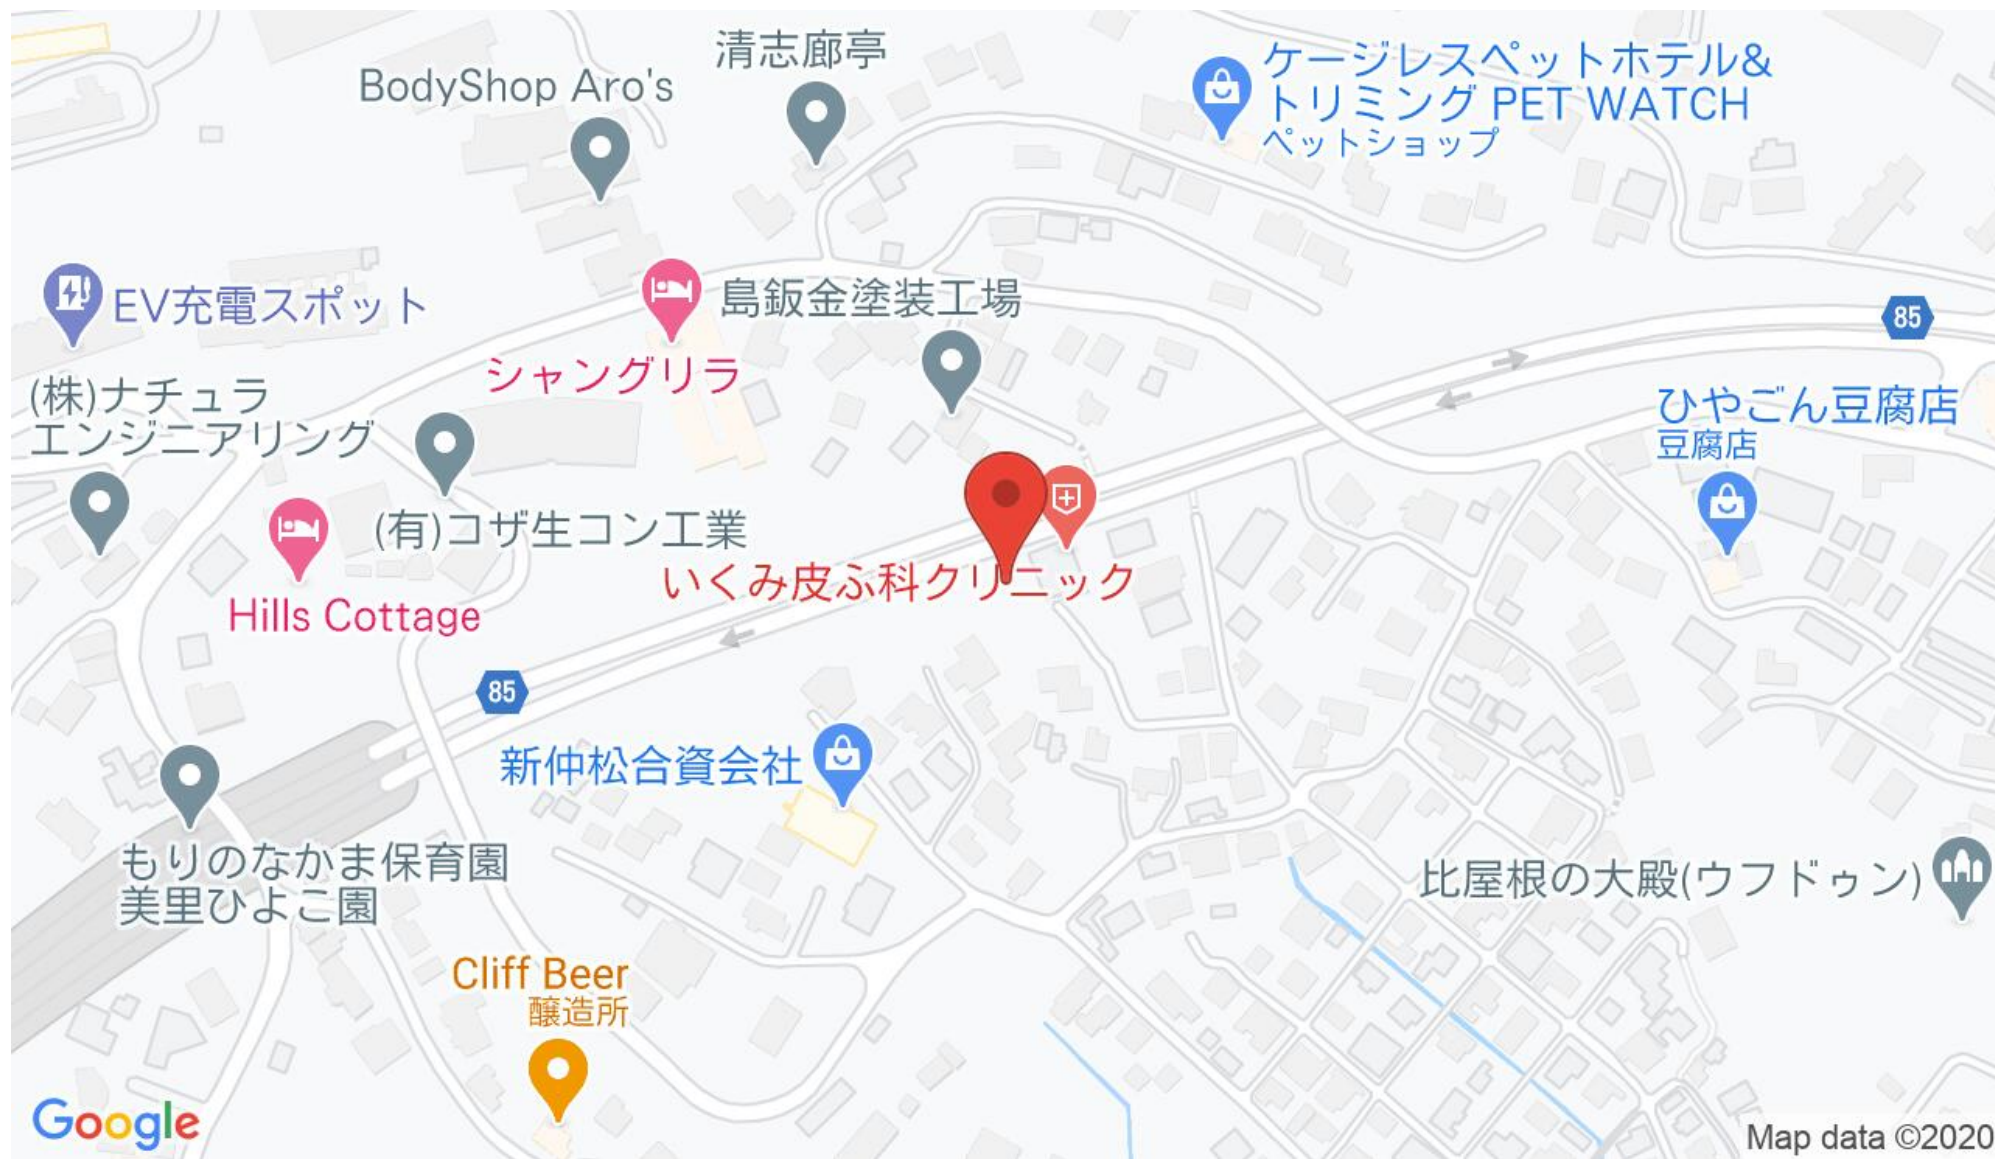 清志廊亭
BodyShop Aro's
ケージレスペットホテル&
トリミング PET WATCH
ペットショップ
EV充電スポット
島鈑金塗装工場
85
シャングリラ
(株)ナチュラ
エンジニアリング
ひやごん豆腐店
豆腐店
(有)コザ生コン工業
いくみ皮ふ科クリニック
Hills Cottage
85
新仲松合資会社
もりのなかま保育園
美里ひよこ園
比屋根の大殿(ウフドゥン)
Cliff Beer
醸造所
Google
Map data ©2020